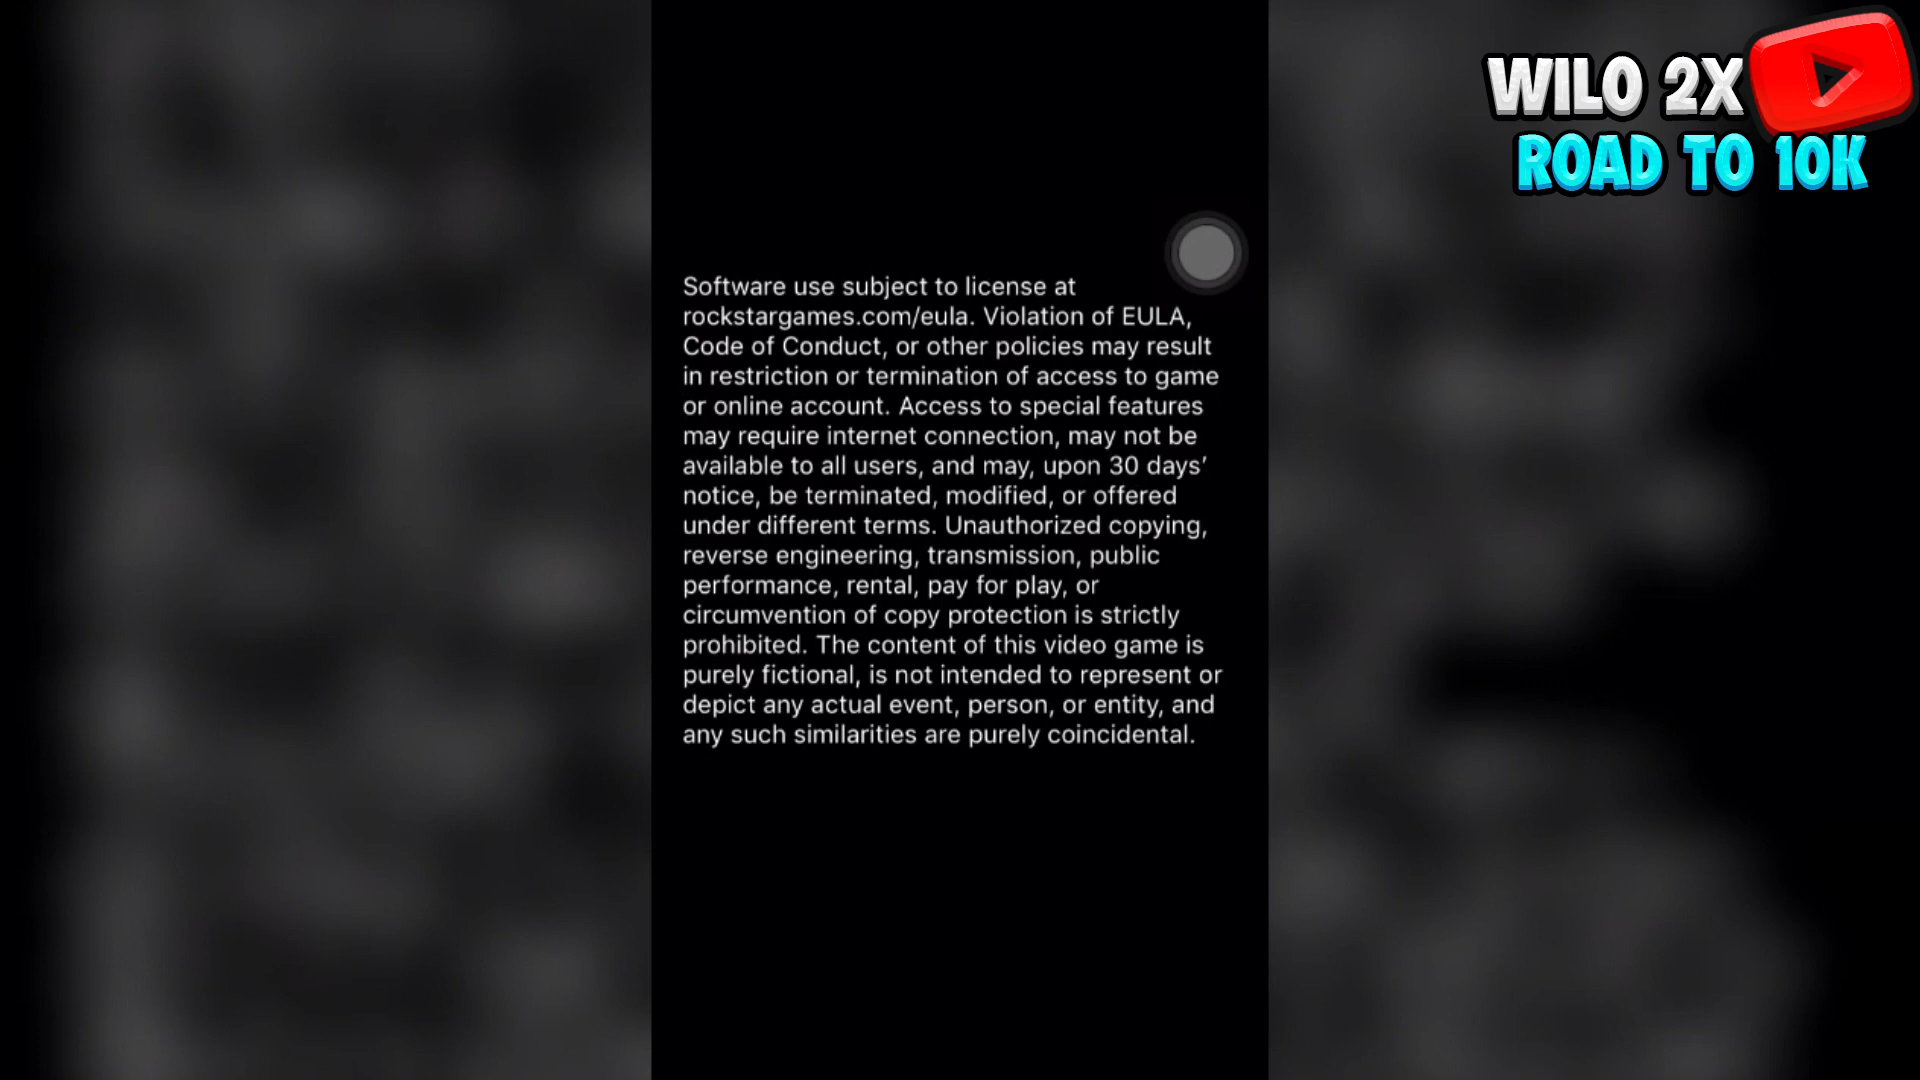 WILO 2X
ROAD TO 10K
Software use subject to license at
rockstargames.com/eula. Violation of EULA,
Code of Conduct, or other policies may result
in restriction or termination of access to game
or online account. Access to special features
may require internet connection, may not be
available to all users, and may, upon 30 days’
notice, be terminated, modified, or offered
under different terms. Unauthorized copying,
reverse engineering, transmission, public
performance, rental, pay for play, or
circumvention of copy protection is strictly
prohibited. The content of this video game is
purely fictional, is not intended to represent or
depict any actual event, person, or entity, and
any such similarities are purely coincidental.